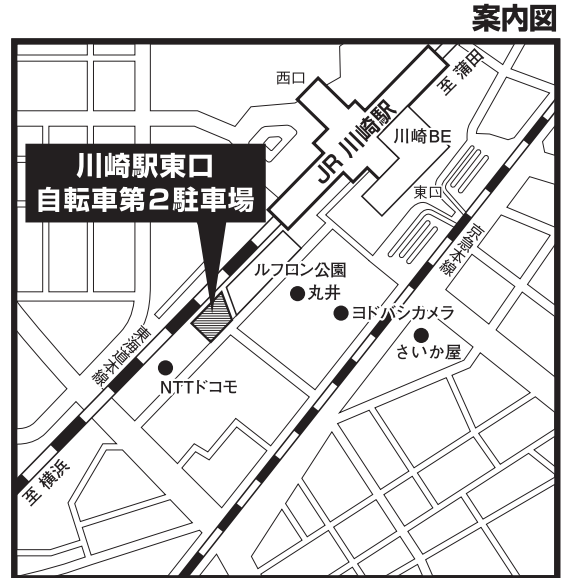 案内図
至 蒲田
西口
JR 川崎駅
川崎BE
川崎駅東口
自転車第2駐車場
東口
京急本線
ルフロン公園
丸井
ヨドバシカメラ
さいか屋
東海道本線
NTTドコモ
至 横浜